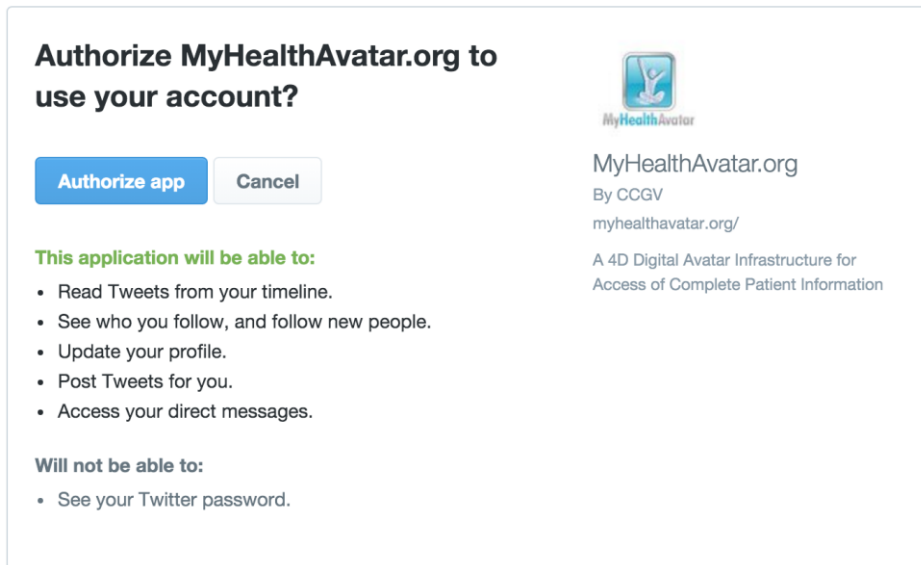 Authorize MyHealthAvatar.org to
use your account?
Authorize app
Cancel
This application will be able to:
• Read Tweets from your timeline.
• See who you follow, and follow new people.
• Update your profile.
• Post Tweets for you.
• Access your direct messages.
Will not be able to:
• See your Twitter password.
MyHealthAvatar
MyHealthAvatar.org
By CCGV
myhealthavatar.org/
A 4D Digital Avatar Infrastructure for
Access of Complete Patient Information